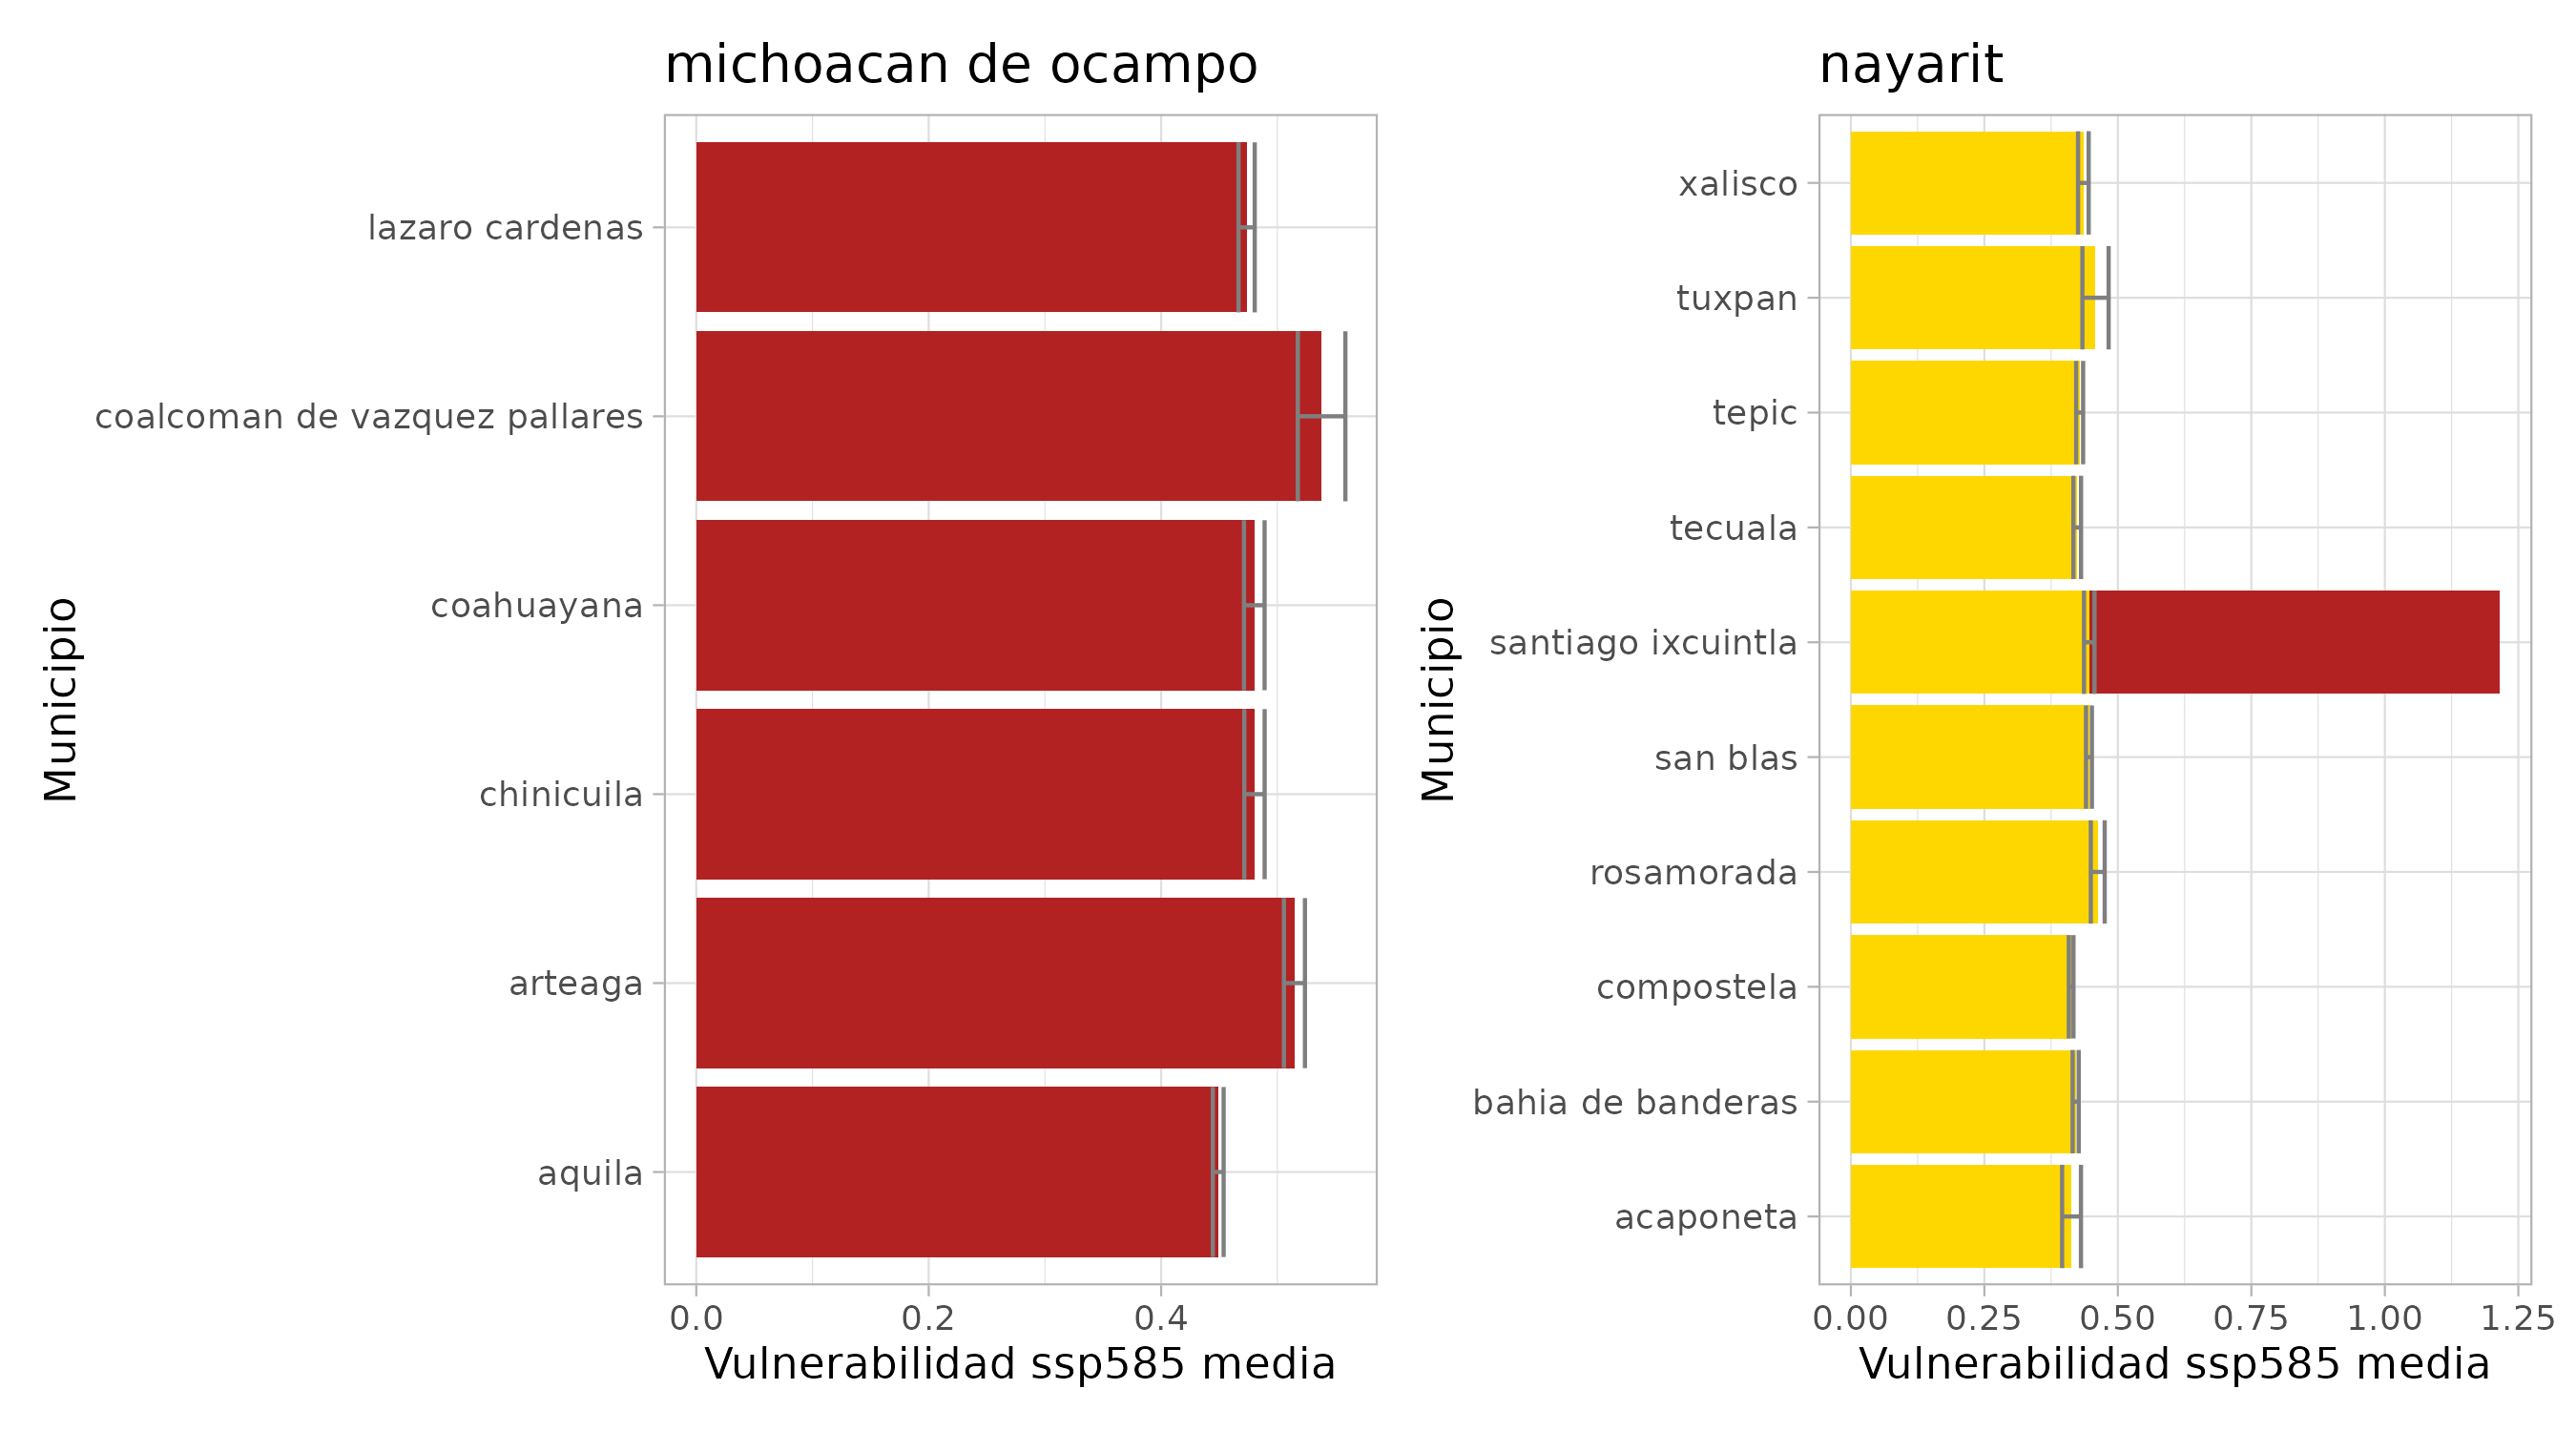 michoacan de ocampo
Municipio
lazaro cardenas
coalcoman de vazquez pallares
coahuayana
chinicuila
arteaga
aquila
0.0 0.2 0.4
Vulnerabilidad ssp585 media
nayarit
Municipio
xalisco
tuxpan
tepic
tecuala
santiago ixcuintla
san blas
rosamorada
compostela
bahia de banderas
acaponeta
0.00 0.25 0.50 0.75 1.00 1.25
Vulnerabilidad ssp585 media